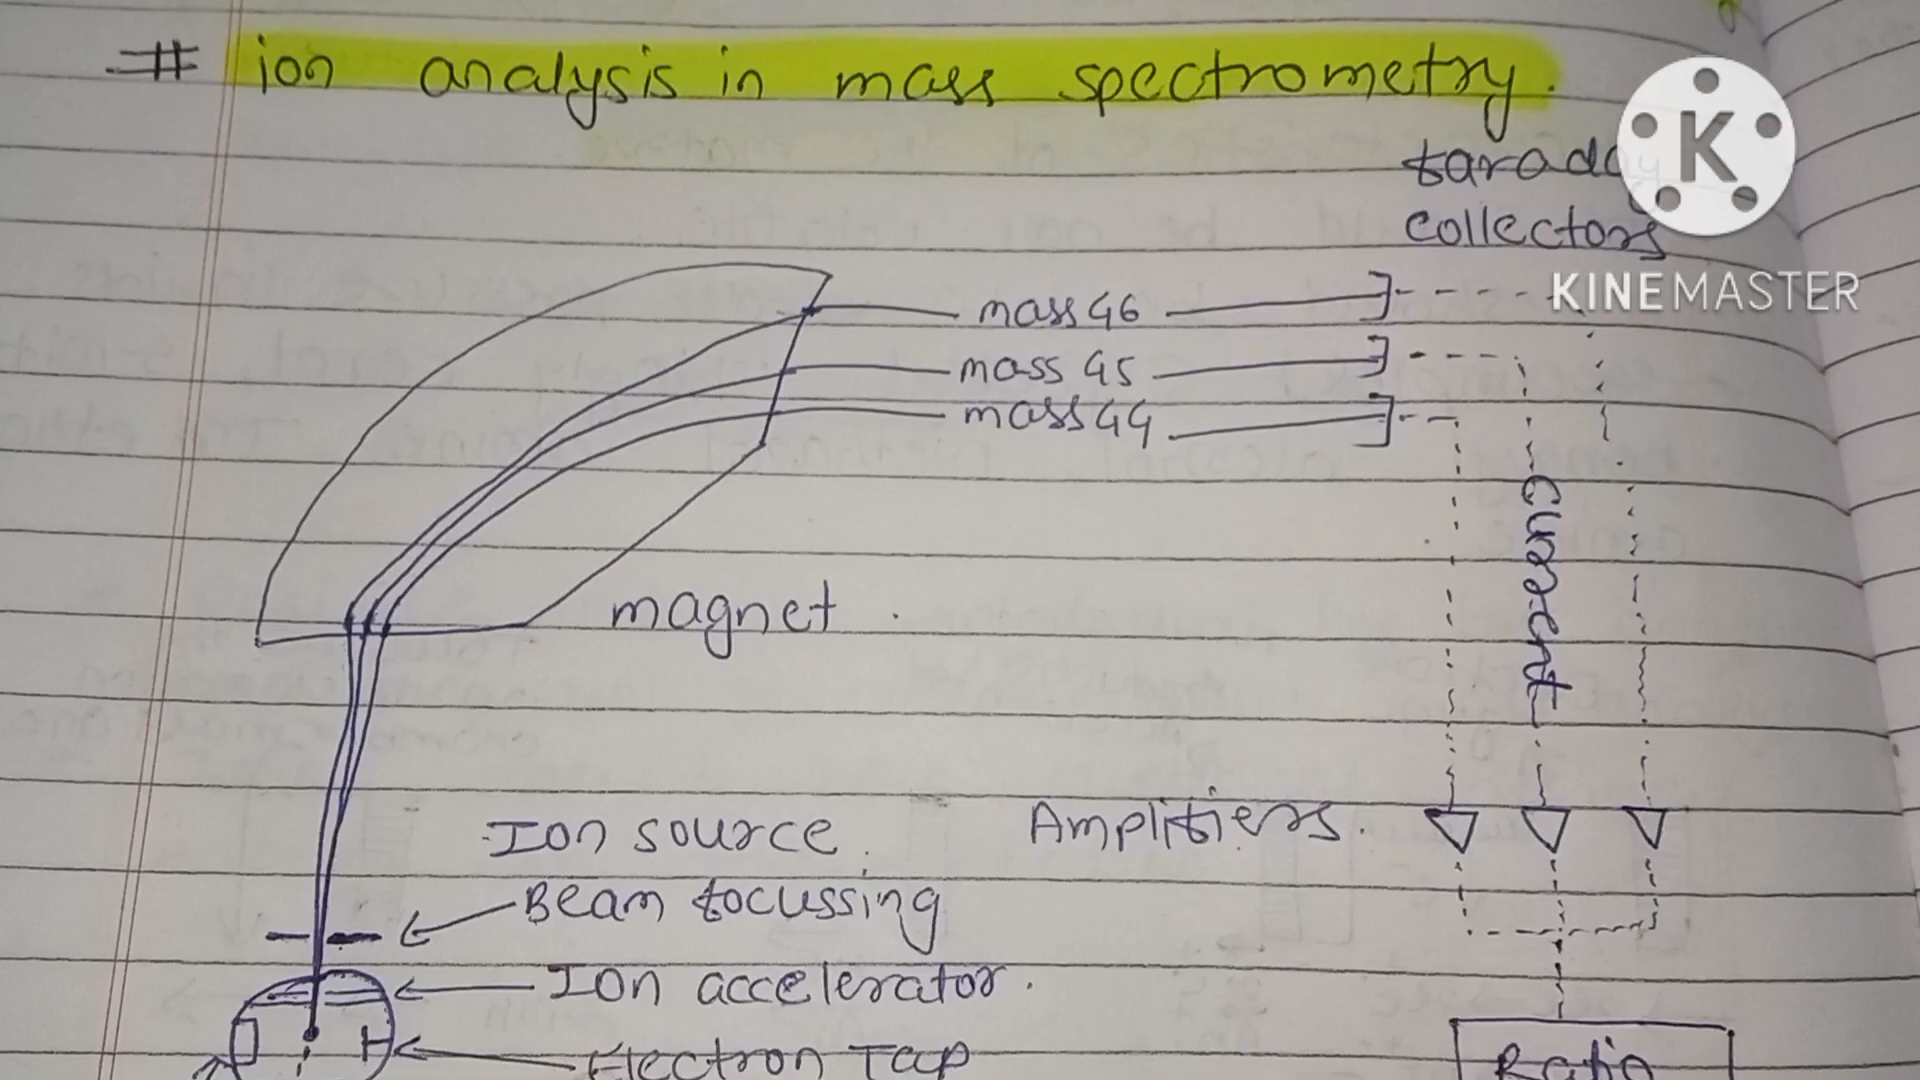 # ion analysis in mass spectrometry.
faraday
collectors
KINEMASTER
mass 46
mass 45
mass 44
current
magnet
Ion source
Amplifiers.
Beam focussing
Ion accelerator.
Electron Tap
Ratio